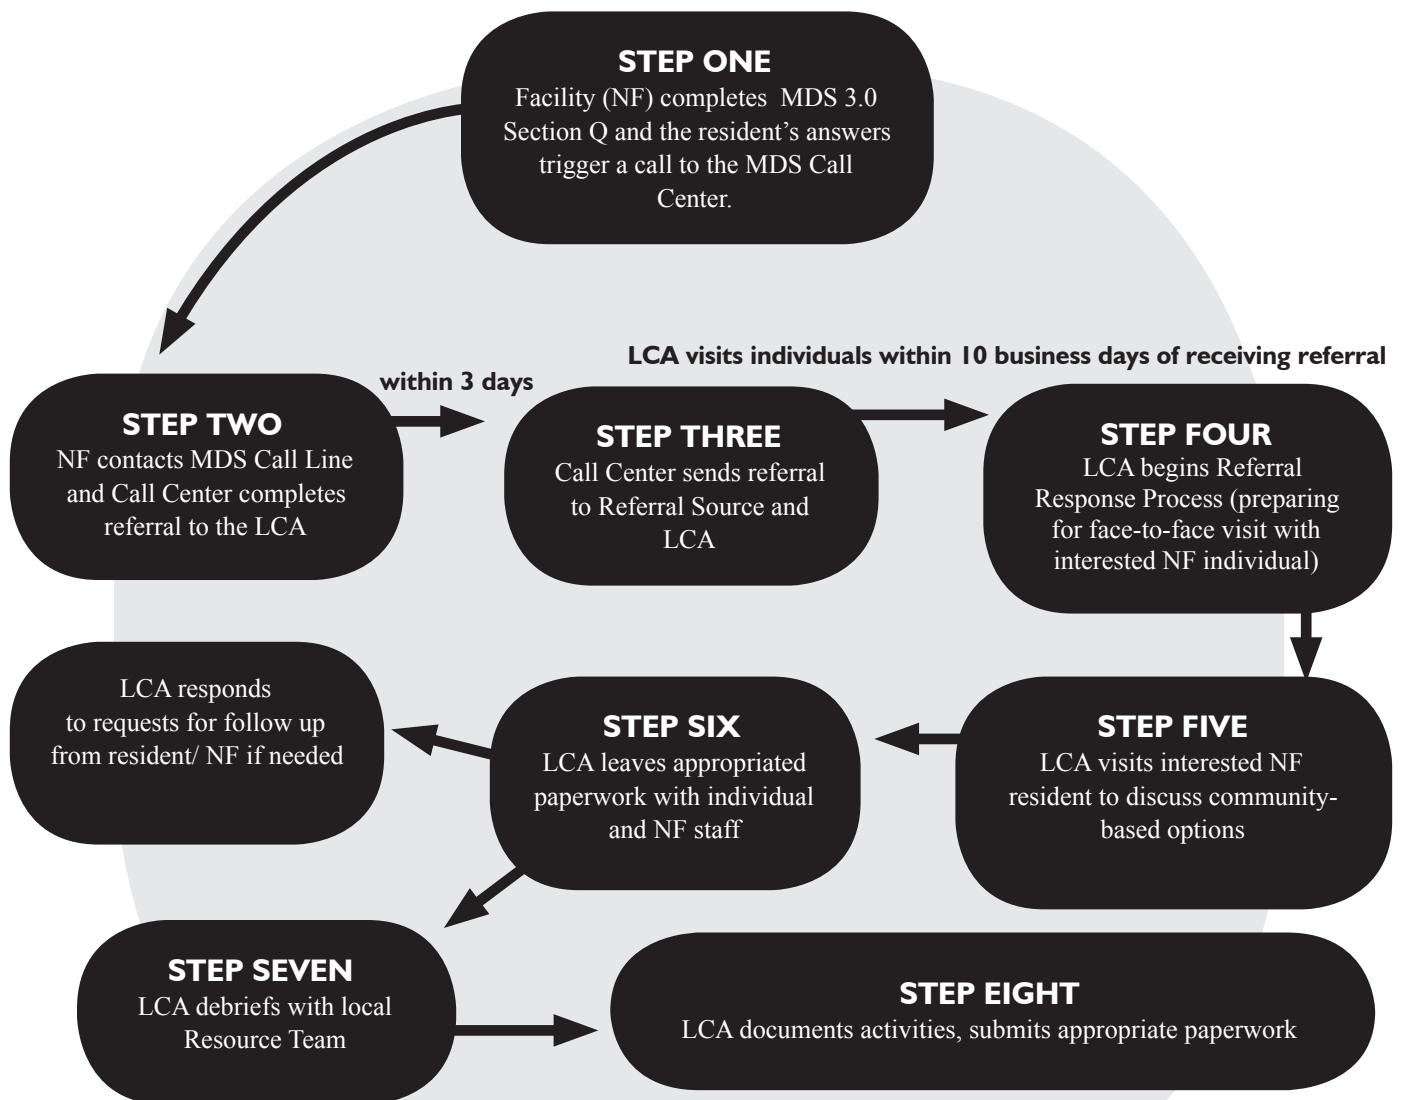 STEP ONE
Facility (NF) completes MDS 3.0
Section Q and the resident's answers
trigger a call to the MDS Call
Center.
LCA visits individuals within 10 business days of receiving referral
within 3 days
STEP TWO
NF contacts MDS Call Line
and Call Center completes
referral to the LCA
STEP THREE
Call Center sends referral
to Referral Source and
LCA
STEP FOUR
LCA begins Referral
Response Process (preparing
for face-to-face visit with
interested NF individual)
LCA responds
to requests for follow up
from resident/ NF if needed
STEP SIX
LCA leaves appropriated
paperwork with individual
and NF staff
STEP FIVE
LCA visits interested NF
resident to discuss community-
based options
STEP SEVEN
LCA debriefs with local
Resource Team
STEP EIGHT
LCA documents activities, submits appropriate paperwork